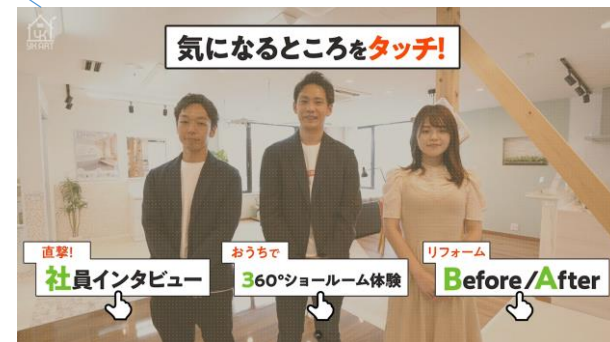 気になるところをタッチ!
直撃!
社員インタビュー
おうちで
360°ショールーム体験
リフォーム
Before/After